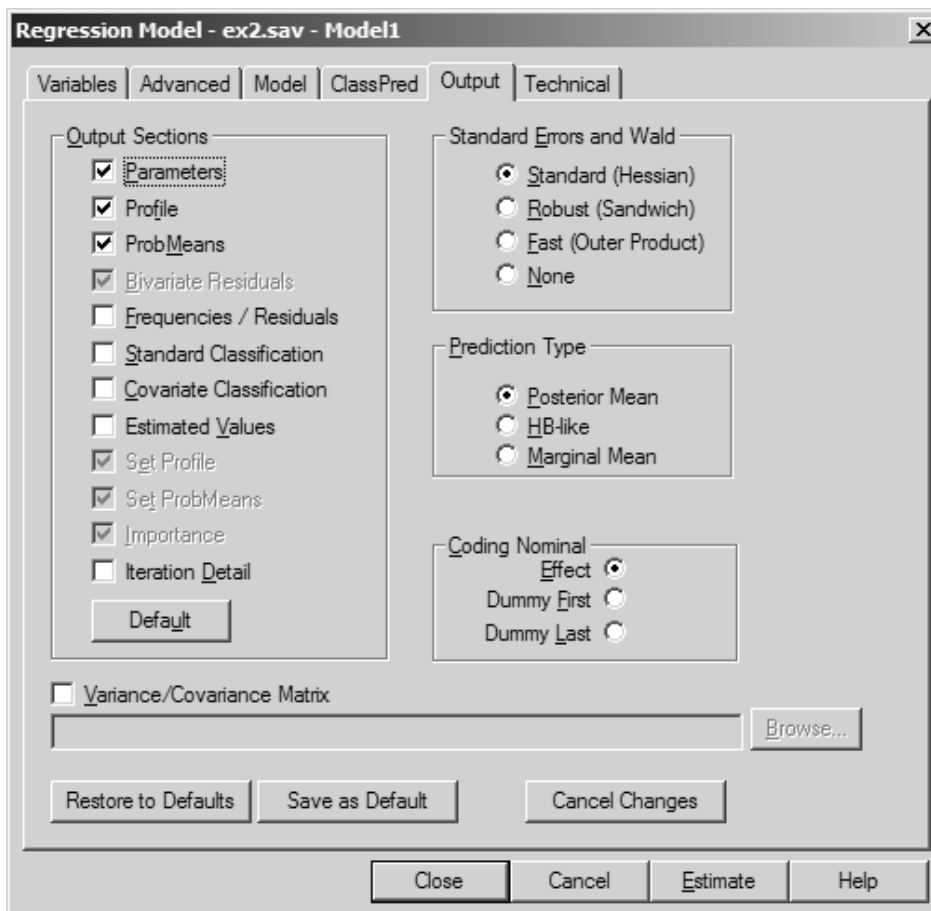 Regression Model - ex2.sav - Model1
Variables
Advanced
Model
ClassPred
Output
Technical
Output Sections
Parameters
Profile
ProbMeans
Bivariate Residuals
Frequencies / Residuals
Standard Classification
Covariate Classification
Estimated Values
Set Profile
Set ProbMeans
Importance
Iteration Detail
Default
Standard Errors and Wald
Standard (Hessian)
Robust (Sandwich)
Fast (Outer Product)
None
Prediction Type
Posterior Mean
HB-like
Marginal Mean
Coding Nominal
Effect
Dummy First
Dummy Last
Variance/Covariance Matrix
Browse...
Restore to Defaults
Save as Default
Cancel Changes
Close
Cancel
Estimate
Help